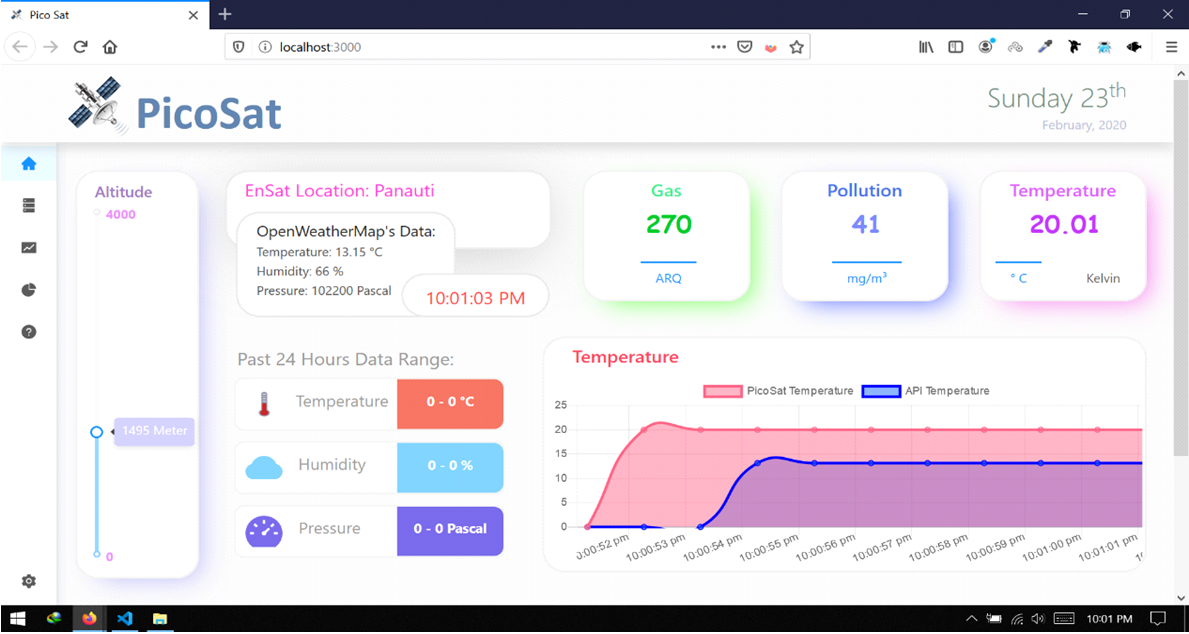 Pico Sat
localhost:3000
PicoSat
Sunday 23th
February, 2020
Altitude
4000
1495 Meter
0
EnSat Location: Panauti
OpenWeatherMap's Data:
Temperature: 13.15 °C
Humidity: 66 %
Pressure: 102200 Pascal
10:01:03 PM
Gas
270
ARQ
Pollution
41
mg/m³
Temperature
20.01
° C
Kelvin
Past 24 Hours Data Range:
Temperature
0 - 0 °C
Humidity
0 - 0 %
Pressure
0 - 0 Pascal
Temperature
PicoSat Temperature
API Temperature
25
20
15
10
5
0
0:00:52 pm
10:00:53 pm
10:00:54 pm
10:00:55 pm
10:00:56 pm
10:00:57 pm
10:00:58 pm
10:00:59 pm
10:01:00 pm
10:01:01 pm
10:01 PM